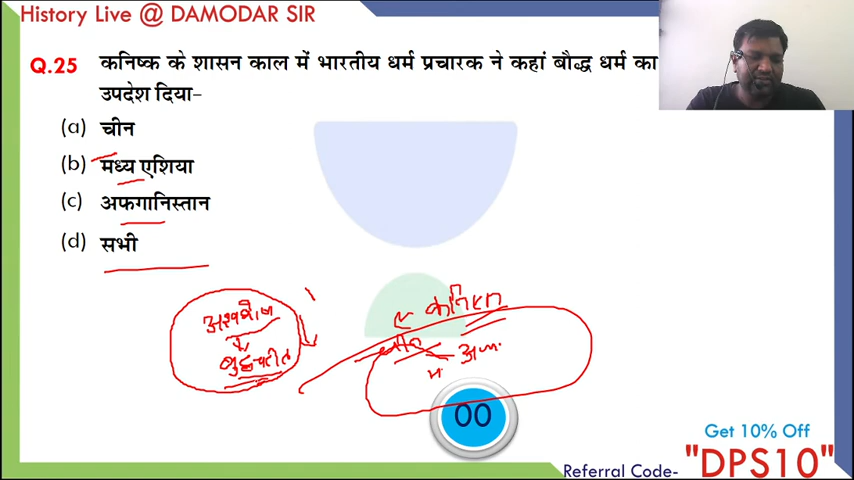 History Live @ DAMODAR SIR
Q.25 कनिष्क के शासन काल में भारतीय धर्म प्रचारक ने कहां बौद्ध धर्म का
उपदेश दिया–
(a) चीन
(b) मध्य एशिया
(c) अफगानिस्तान
(d) सभी
कनिष्क
अश्वघोष
बुद्धचरित
00
Get 10% Off
Referral Code- "DPS10"